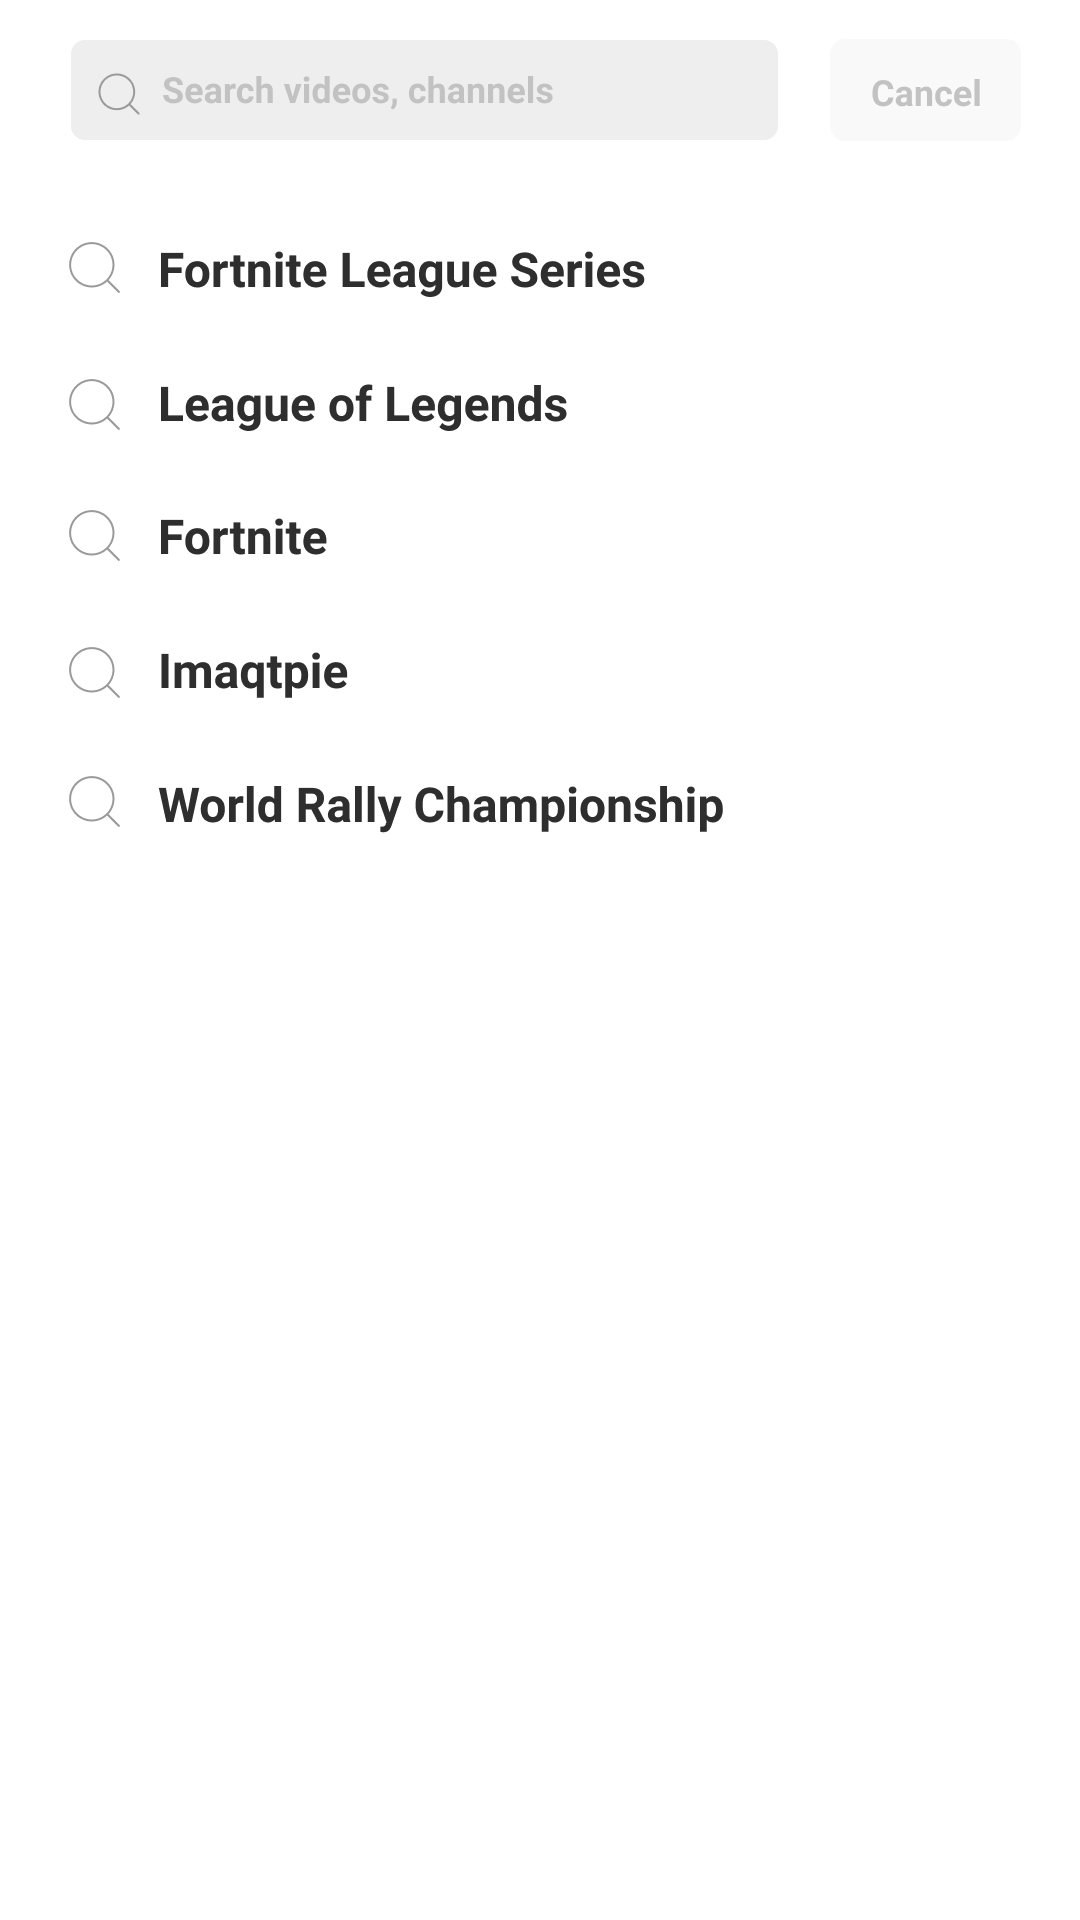 Search videos, channels
Cancel
Fortnite League Series
League of Legends
Fortnite
Imaqtpie
World Rally Championship